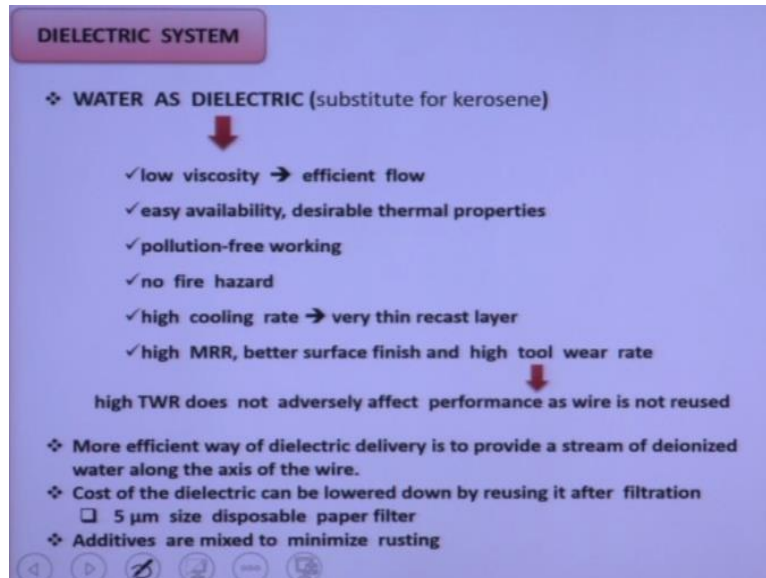 DIELECTRIC SYSTEM
❖ WATER AS DIELECTRIC (substitute for kerosene)
✓low viscosity → efficient flow
✓easy availability, desirable thermal properties
✓pollution-free working
✓no fire hazard
✓high cooling rate → very thin recast layer
✓high MRR, better surface finish and high tool wear rate
high TWR does not adversely affect performance as wire is not reused
❖ More efficient way of dielectric delivery is to provide a stream of deionized
water along the axis of the wire.
❖ Cost of the dielectric can be lowered down by reusing it after filtration
❑ 5 µm size disposable paper filter
❖ Additives are mixed to minimize rusting